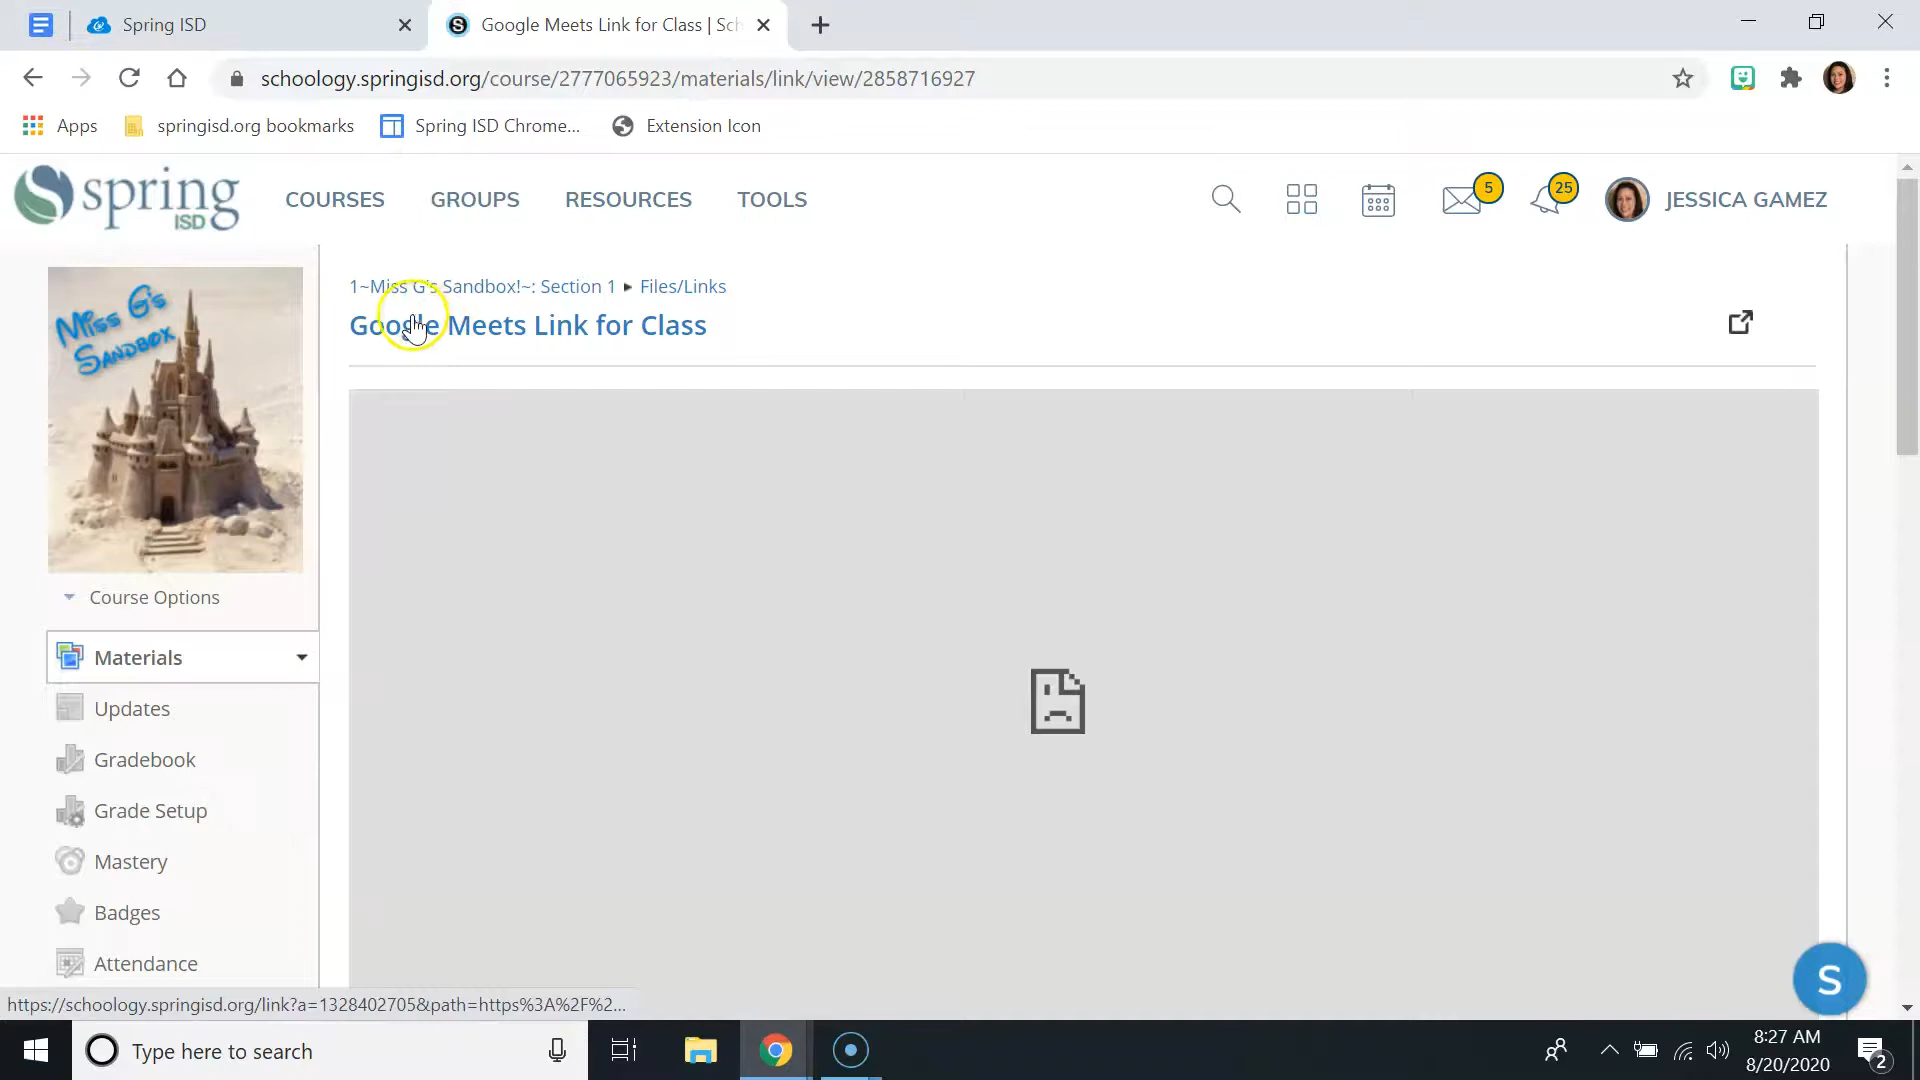 Spring ISD
Google Meets Link for Class | Sch
schoology.springisd.org/course/2777065923/materials/link/view/2858716927
Apps
springisd.org bookmarks
Spring ISD Chrome...
Extension Icon
spring
ISD
COURSES
GROUPS
RESOURCES
TOOLS
5
25
JESSICA GAMEZ
Miss G's
Sandbox
1~Miss G's Sandbox!~: Section 1 ▸ Files/Links
Google Meets Link for Class
Course Options
Materials
Updates
Gradebook
Grade Setup
Mastery
Badges
Attendance
S
https://schoology.springisd.org/link?a=1328402705&path=https%3A%2F%2...
Type here to search
8:27 AM
8/20/2020
2